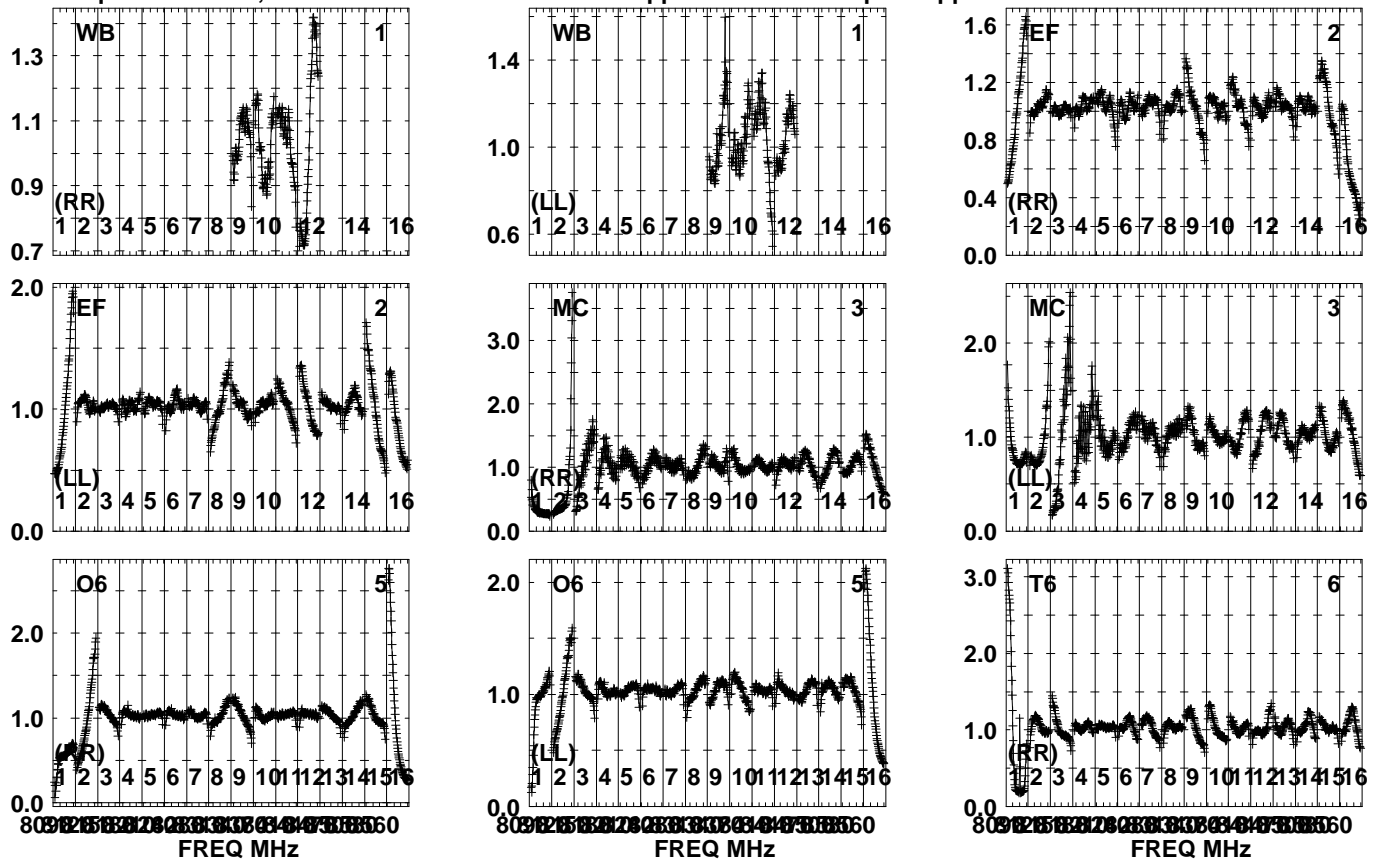 WB 1
1.3
1.1
0.9
(RR)
1 2 3 4 5 6 7 8 9 10 12 14 16
0.7
WB 1
1.4
1.0
(LL)
1 2 3 4 5 6 7 8 9 10 12 14 16
0.6
EF 2
1.6
1.2
0.8
0.4
(RR)
1 2 3 4 5 6 7 8 9 10 12 14 16
0.0
EF 2
2.0
1.0
(LL)
1 2 3 4 5 6 7 8 9 10 12 14 16
0.0
MC 3
3.0
2.0
1.0
(RR)
1 2 3 4 5 6 7 8 9 10 12 14 16
0.0
MC 3
2.0
1.0
(LL)
1 2 3 4 5 6 7 8 9 10 12 14 16
0.0
O6 5
2.0
1.0
(RR)
1 2 3 4 5 6 7 8 9 10 11 12 13 14 15 16
0.0
FREQ MHz
O6 5
2.0
1.0
(LL)
1 2 3 4 5 6 7 8 9 10 11 12 13 14 15 16
0.0
FREQ MHz
T6 6
3.0
2.0
1.0
(RR)
1 2 3 4 5 6 7 8 9 10 11 12 13 14 15 16
0.0
FREQ MHz